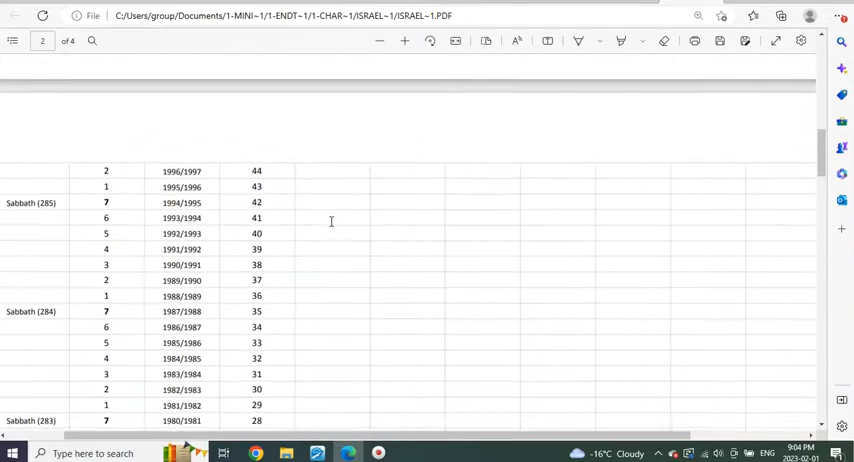 File C:/Users/group/Documents/1-MINI~1/1-ENDT~1/1-CHAR~1/ISRAEL~1/ISRAEL~1.PDF
2 of 4
2 1996/1997 44
1 1995/1996 43
Sabbath (285) 7 1994/1995 42
6 1993/1994 41
5 1992/1993 40
4 1991/1992 39
3 1990/1991 38
2 1989/1990 37
1 1988/1989 36
Sabbath (284) 7 1987/1988 35
6 1986/1987 34
5 1985/1986 33
4 1984/1985 32
3 1983/1984 31
2 1982/1983 30
1 1981/1982 29
Sabbath (283) 7 1980/1981 28
Type here to search
-16°C Cloudy
ENG
9:04 PM
2023-02-01